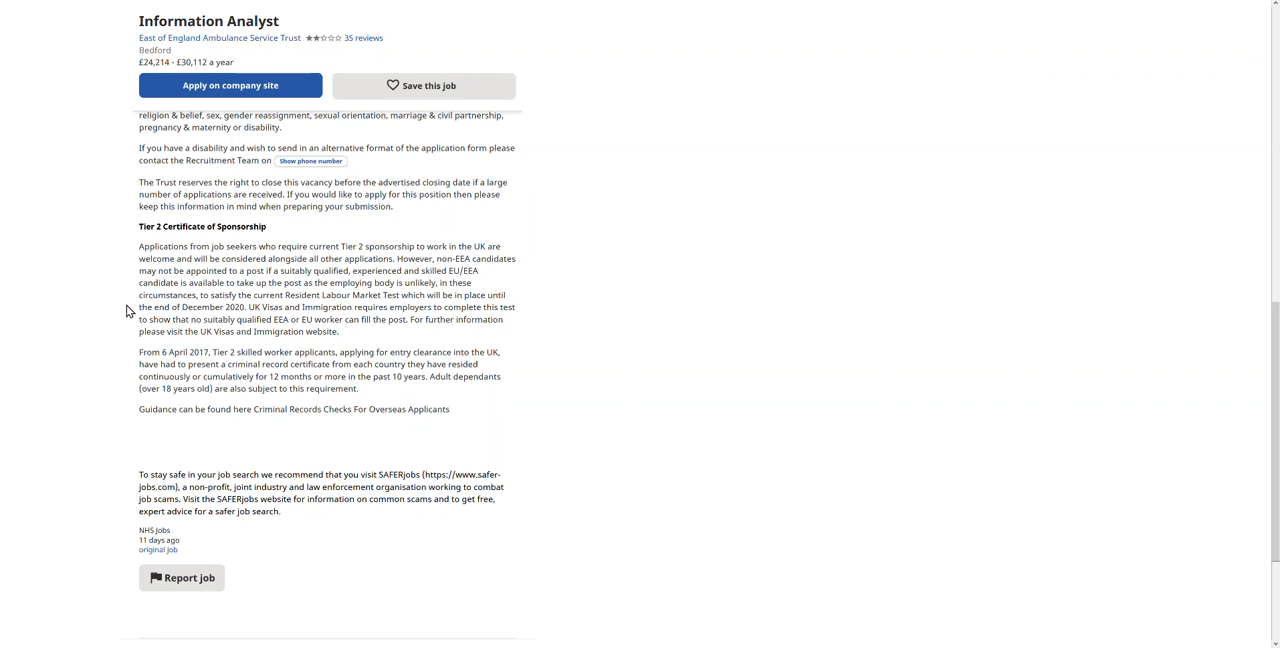 Information Analyst
East of England Ambulance Service Trust ★★☆☆☆ 35 reviews
Bedford
£24,214 - £30,112 a year
Apply on company site
Save this job
religion & belief, sex, gender reassignment, sexual orientation, marriage & civil partnership,
pregnancy & maternity or disability.
If you have a disability and wish to send in an alternative format of the application form please
contact the Recruitment Team on Show phone number
The Trust reserves the right to close this vacancy before the advertised closing date if a large
number of applications are received. If you would like to apply for this position then please
keep this information in mind when preparing your submission.
Tier 2 Certificate of Sponsorship
Applications from job seekers who require current Tier 2 sponsorship to work in the UK are
welcome and will be considered alongside all other applications. However, non-EEA candidates
may not be appointed to a post if a suitably qualified, experienced and skilled EU/EEA
candidate is available to take up the post as the employing body is unlikely, in these
circumstances, to satisfy the current Resident Labour Market Test which will be in place until
the end of December 2020. UK Visas and Immigration requires employers to complete this test
to show that no suitably qualified EEA or EU worker can fill the post. For further information
please visit the UK Visas and Immigration website.
From 6 April 2017, Tier 2 skilled worker applicants, applying for entry clearance into the UK,
have had to present a criminal record certificate from each country they have resided
continuously or cumulatively for 12 months or more in the past 10 years. Adult dependants
(over 18 years old) are also subject to this requirement.
Guidance can be found here Criminal Records Checks For Overseas Applicants
To stay safe in your job search we recommend that you visit SAFERjobs (https://www.safer-
jobs.com), a non-profit, joint industry and law enforcement organisation working to combat
job scams. Visit the SAFERjobs website for information on common scams and to get free,
expert advice for a safer job search.
NHS Jobs
11 days ago
original job
Report job